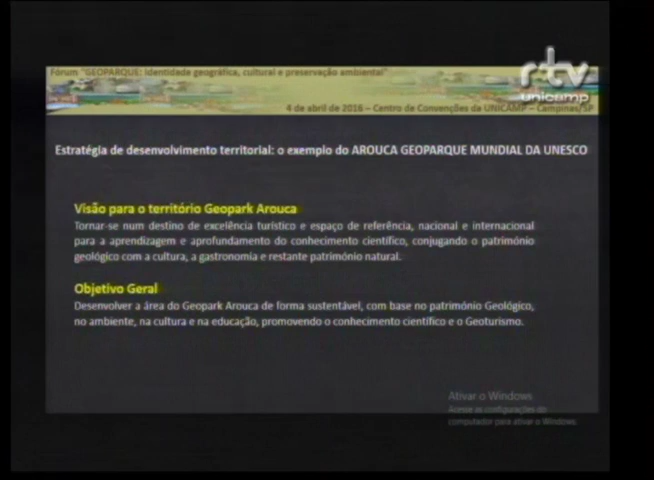 Fórum "GEOPARQUE: Identidade geográfica, cultural e preservação ambiental"
rtv
unicamp
4 de abril de 2016 – Centro de Convenções da UNICAMP – Campinas/SP
Estratégia de desenvolvimento territorial: o exemplo do AROUCA GEOPARQUE MUNDIAL DA UNESCO
Visão para o território Geopark Arouca
Tornar-se num destino de excelência turístico e espaço de referência, nacional e internacional
para a aprendizagem e aprofundamento do conhecimento científico, conjugando o património
geológico com a cultura, a gastronomia e restante património natural.
Objetivo Geral
Desenvolver a área do Geopark Arouca de forma sustentável, com base no património Geológico,
no ambiente, na cultura e na educação, promovendo o conhecimento científico e o Geoturismo.
Ativar o Windows
Acesse as configurações do
computador para ativar o Windows.